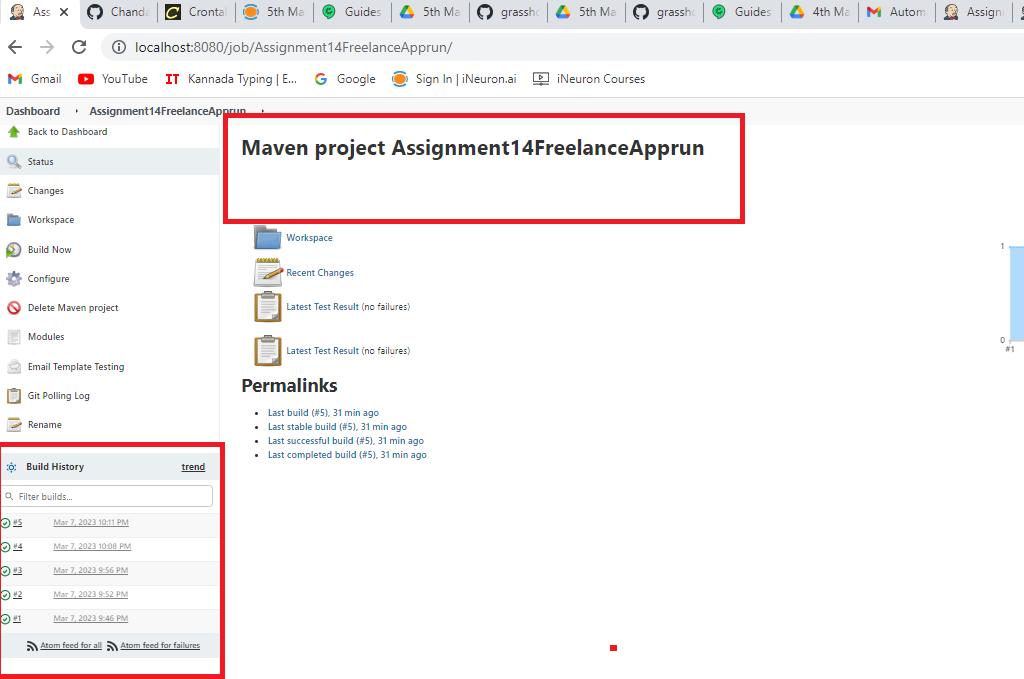 Ass
Chanda
Crontal
5th Ma
Guides
5th Ma
grassho
5th Ma
grassho
Guides
4th Ma
Autom
Assign
localhost:8080/job/Assignment14FreelanceApprun/
Gmail
YouTube
Kannada Typing | E...
Google
Sign In | iNeuron.ai
iNeuron Courses
Dashboard
Assignment14FreelanceApprun
Back to Dashboard
Status
Changes
Workspace
Build Now
Configure
Delete Maven project
Modules
Email Template Testing
Git Polling Log
Rename
Build History trend
Filter builds...
#5 Mar 7, 2023 10:11 PM
#4 Mar 7, 2023 10:08 PM
#3 Mar 7, 2023 9:56 PM
#2 Mar 7, 2023 9:52 PM
#1 Mar 7, 2023 9:46 PM
Atom feed for all Atom feed for failures
Maven project Assignment14FreelanceApprun
Workspace
Recent Changes
Latest Test Result (no failures)
Latest Test Result (no failures)
Permalinks
Last build (#5), 31 min ago
Last stable build (#5), 31 min ago
Last successful build (#5), 31 min ago
Last completed build (#5), 31 min ago
1
0
#1